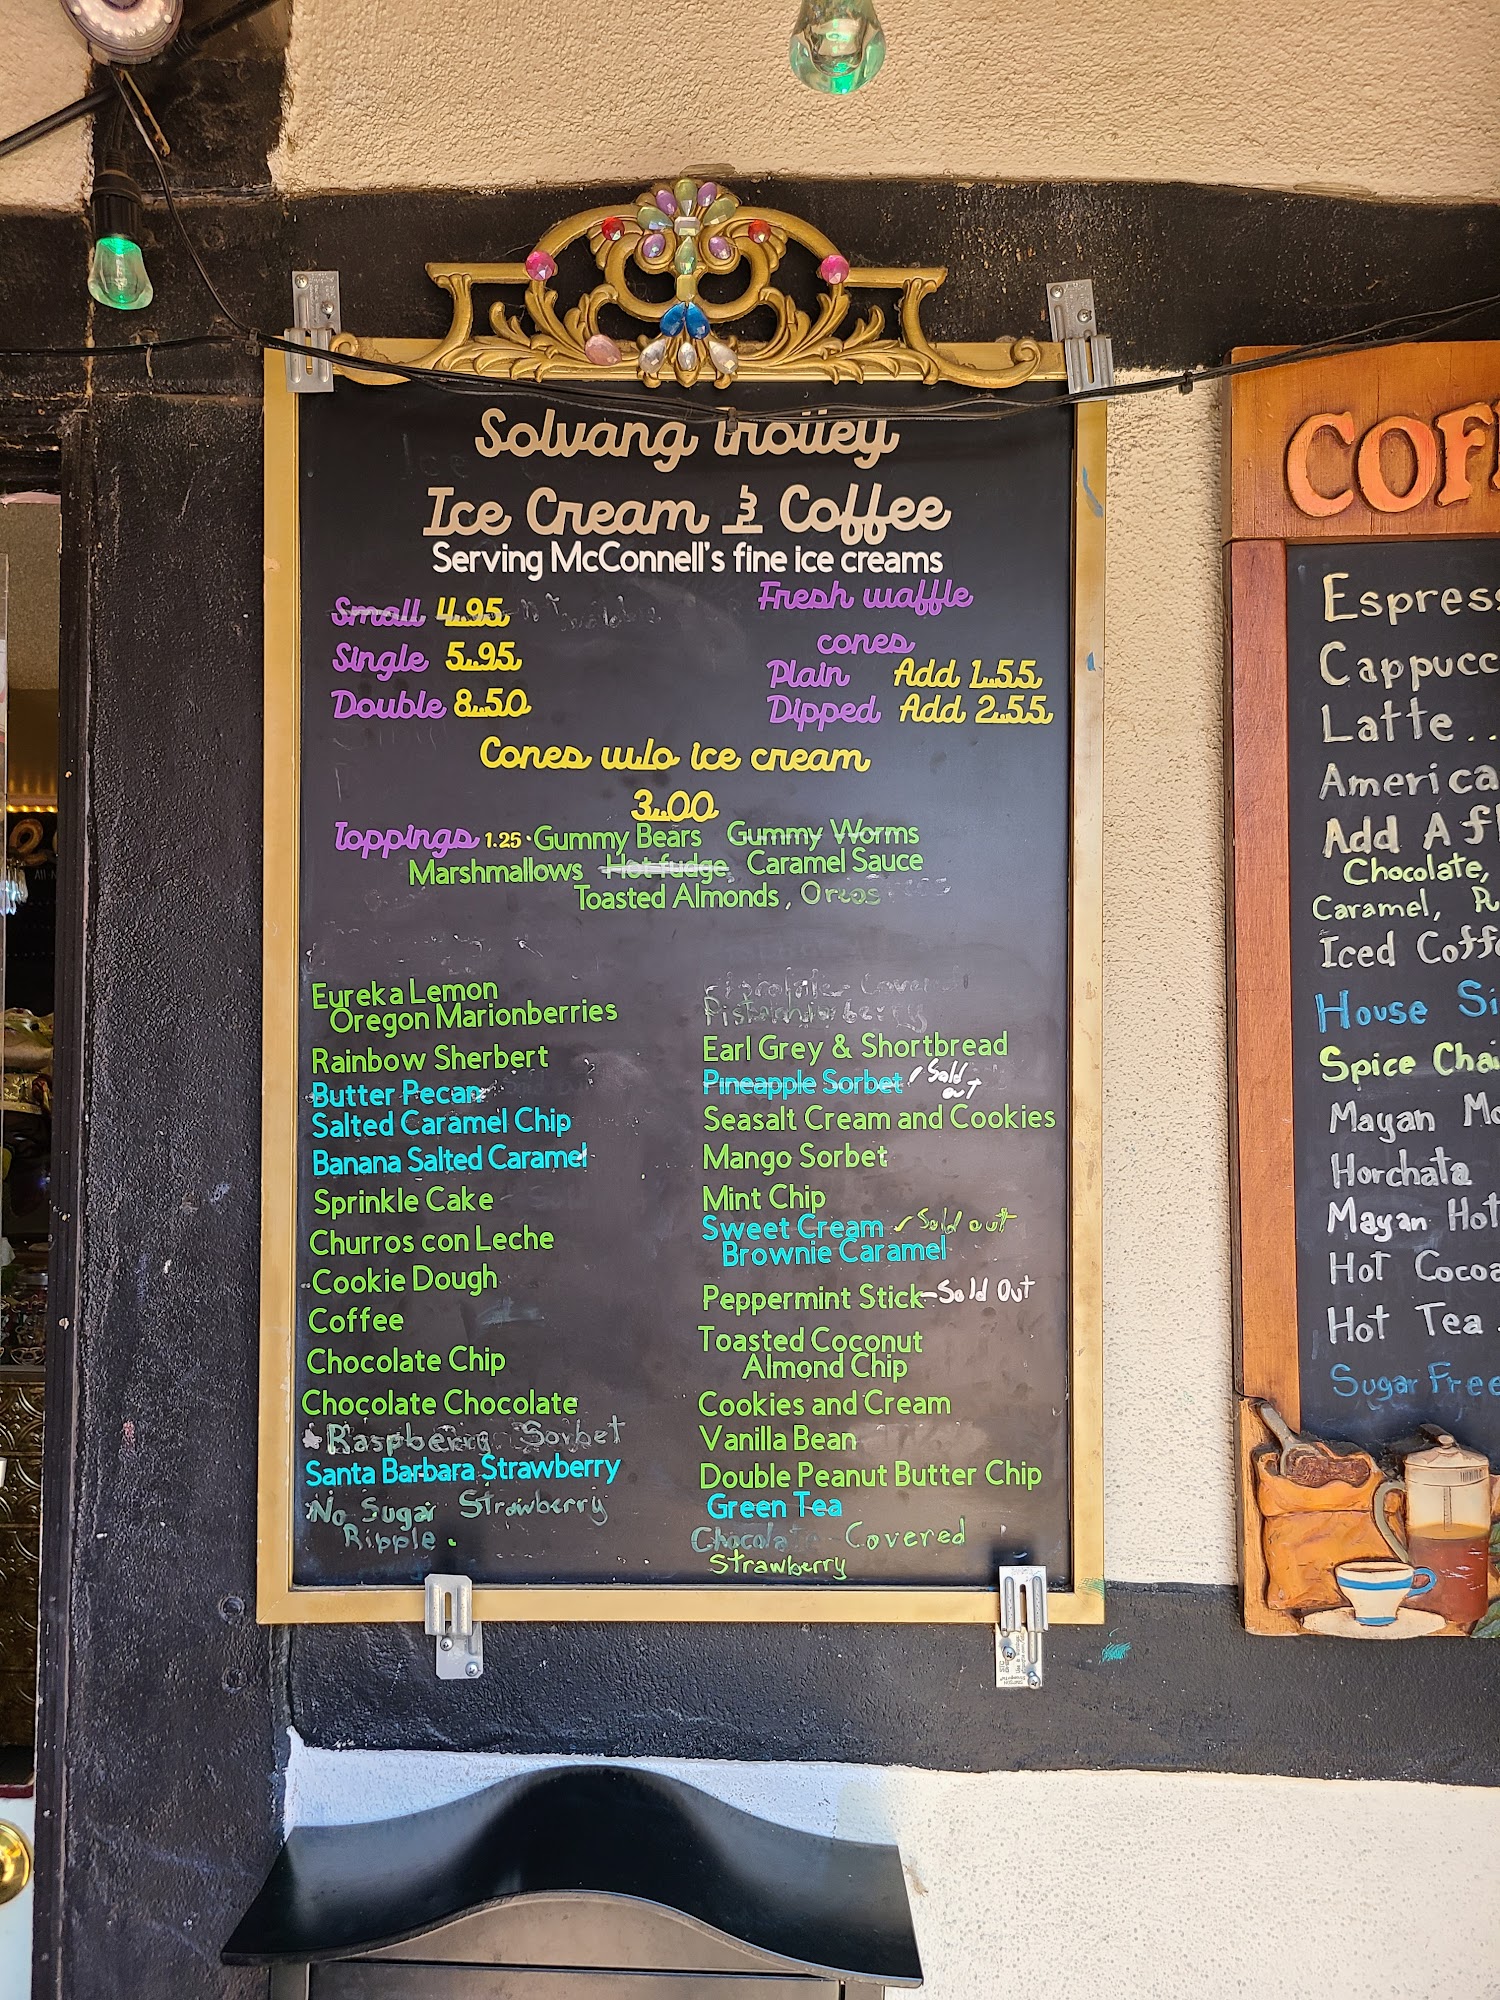 Solvang Trolley
Ice Cream & Coffee
Serving McConnell's fine ice creams
Small 4.95
Single 5.95
Double 8.50
Fresh waffle
cones
Plain Add 1.55
Dipped Add 2.55
Cones w/o ice cream
3.00
Toppings 1.25 · Gummy Bears Gummy Worms
Marshmallows Hot fudge Caramel Sauce
Toasted Almonds, Oreos
Eureka Lemon
Oregon Marionberries
Rainbow Sherbert
Butter Pecan
Salted Caramel Chip
Banana Salted Caramel
Sprinkle Cake
Churros con Leche
Cookie Dough
Coffee
Chocolate Chip
Chocolate Chocolate
Raspberry Sorbet
Santa Barbara Strawberry
No Sugar Strawberry
Ripple.
Earl Grey & Shortbread
Pineapple Sorbet Sold
out
Seasalt Cream and Cookies
Mango Sorbet
Mint Chip
Sweet Cream ✓ Sold out
Brownie Caramel
Peppermint Stick - Sold Out
Toasted Coconut
Almond Chip
Cookies and Cream
Vanilla Bean
Double Peanut Butter Chip
Green Tea
Chocolat Covered
Strawberry
COF
Espress
Cappucc
Latte..
America
Add A
Chocolate,
Caramel,
Iced Coff
House Si
Spice Chai
Mayan Mo
Horchata
Mayan Hot
Hot Cocoa
Hot Tea
Sugar Free